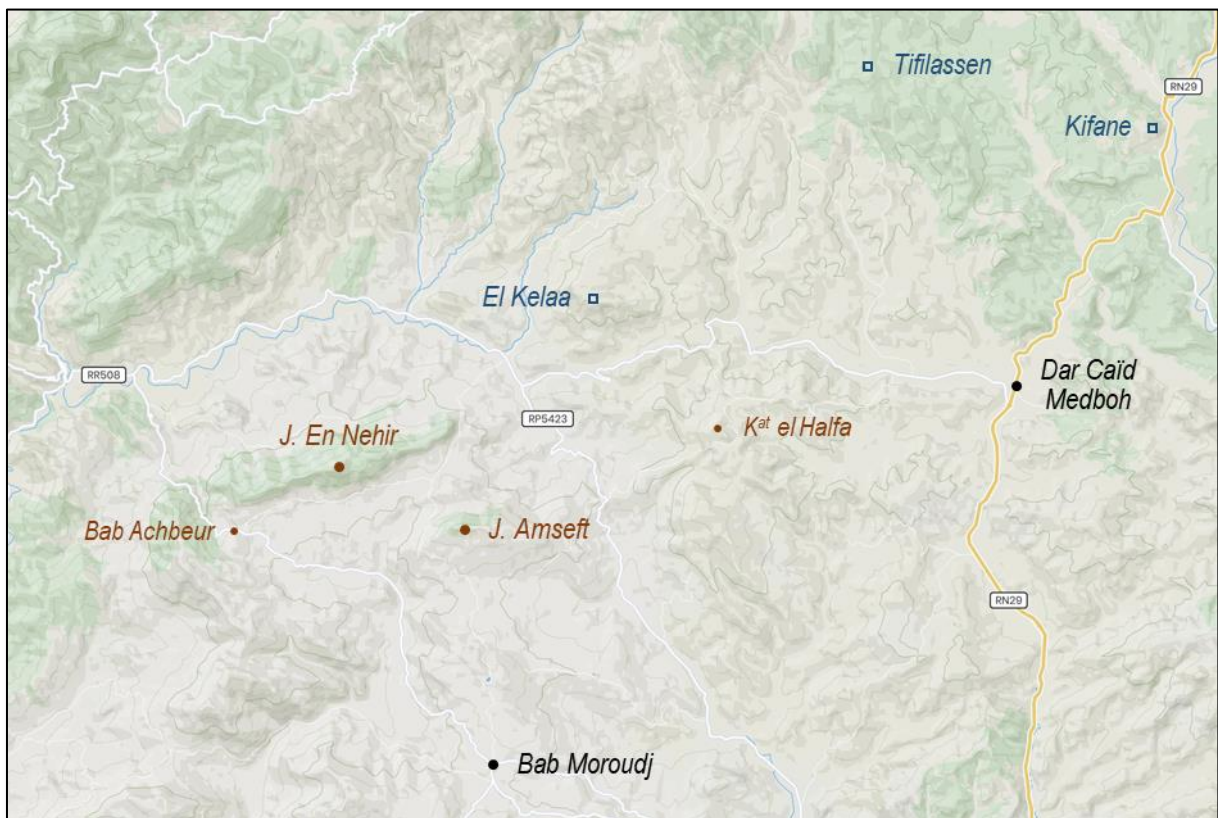 Tifilassen
RN29
Kifane
El Kelaa
RR508
Dar Caïd
Medboh
RP5423
K^at el Halfa
J. En Nehir
Bab Achbeur
J. Amseft
RN29
Bab Moroudj